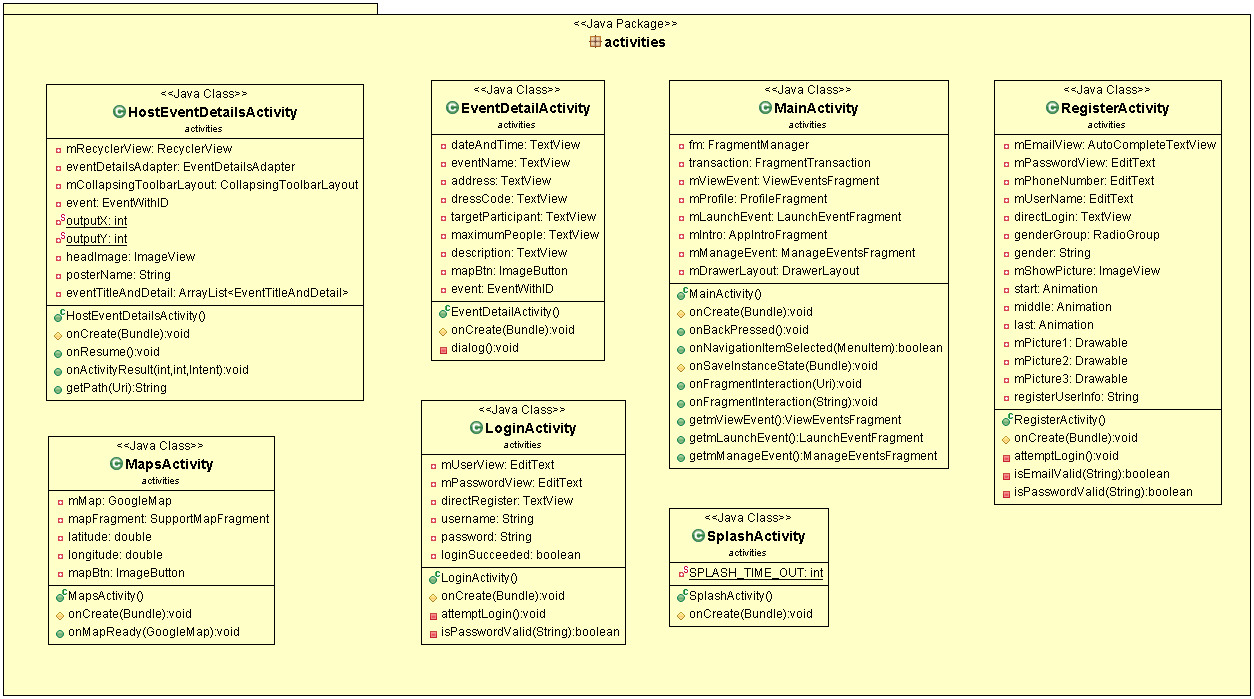 <<Java Package>>
activities
<<Java Class>>
HostEventDetailsActivity
activities
mRecyclerView: RecyclerView
eventDetailsAdapter: EventDetailsAdapter
mCollapsingToolbarLayout: CollapsingToolbarLayout
event: EventWithID
outputX: int
outputY: int
headImage: ImageView
posterName: String
eventTitleAndDetail: ArrayList<EventTitleAndDetail>
HostEventDetailsActivity()
onCreate(Bundle):void
onResume():void
onActivityResult(int,int,Intent):void
getPath(Uri):String
<<Java Class>>
EventDetailActivity
activities
dateAndTime: TextView
eventName: TextView
address: TextView
dressCode: TextView
targetParticipant: TextView
maximumPeople: TextView
description: TextView
mapBtn: ImageButton
event: EventWithID
EventDetailActivity()
onCreate(Bundle):void
dialog():void
<<Java Class>>
MainActivity
activities
fm: FragmentManager
transaction: FragmentTransaction
mViewEvent: ViewEventsFragment
mProfile: ProfileFragment
mLaunchEvent: LaunchEventFragment
mIntro: AppIntroFragment
mManageEvent: ManageEventsFragment
mDrawerLayout: DrawerLayout
MainActivity()
onCreate(Bundle):void
onBackPressed():void
onNavigationItemSelected(MenuItem):boolean
onSaveInstanceState(Bundle):void
onFragmentInteraction(Uri):void
onFragmentInteraction(String):void
getmViewEvent():ViewEventsFragment
getmLaunchEvent():LaunchEventFragment
getmManageEvent():ManageEventsFragment
<<Java Class>>
RegisterActivity
activities
mEmailView: AutoCompleteTextView
mPasswordView: EditText
mPhoneNumber: EditText
mUserName: EditText
directLogin: TextView
genderGroup: RadioGroup
gender: String
mShowPicture: ImageView
start: Animation
middle: Animation
last: Animation
mPicture1: Drawable
mPicture2: Drawable
mPicture3: Drawable
registerUserInfo: String
RegisterActivity()
onCreate(Bundle):void
attemptLogin():void
isEmailValid(String):boolean
isPasswordValid(String):boolean
<<Java Class>>
MapsActivity
activities
mMap: GoogleMap
mapFragment: SupportMapFragment
latitude: double
longitude: double
mapBtn: ImageButton
MapsActivity()
onCreate(Bundle):void
onMapReady(GoogleMap):void
<<Java Class>>
LoginActivity
activities
mUserView: EditText
mPasswordView: EditText
directRegister: TextView
username: String
password: String
loginSucceeded: boolean
LoginActivity()
onCreate(Bundle):void
attemptLogin():void
isPasswordValid(String):boolean
<<Java Class>>
SplashActivity
activities
SPLASH_TIME_OUT: int
SplashActivity()
onCreate(Bundle):void